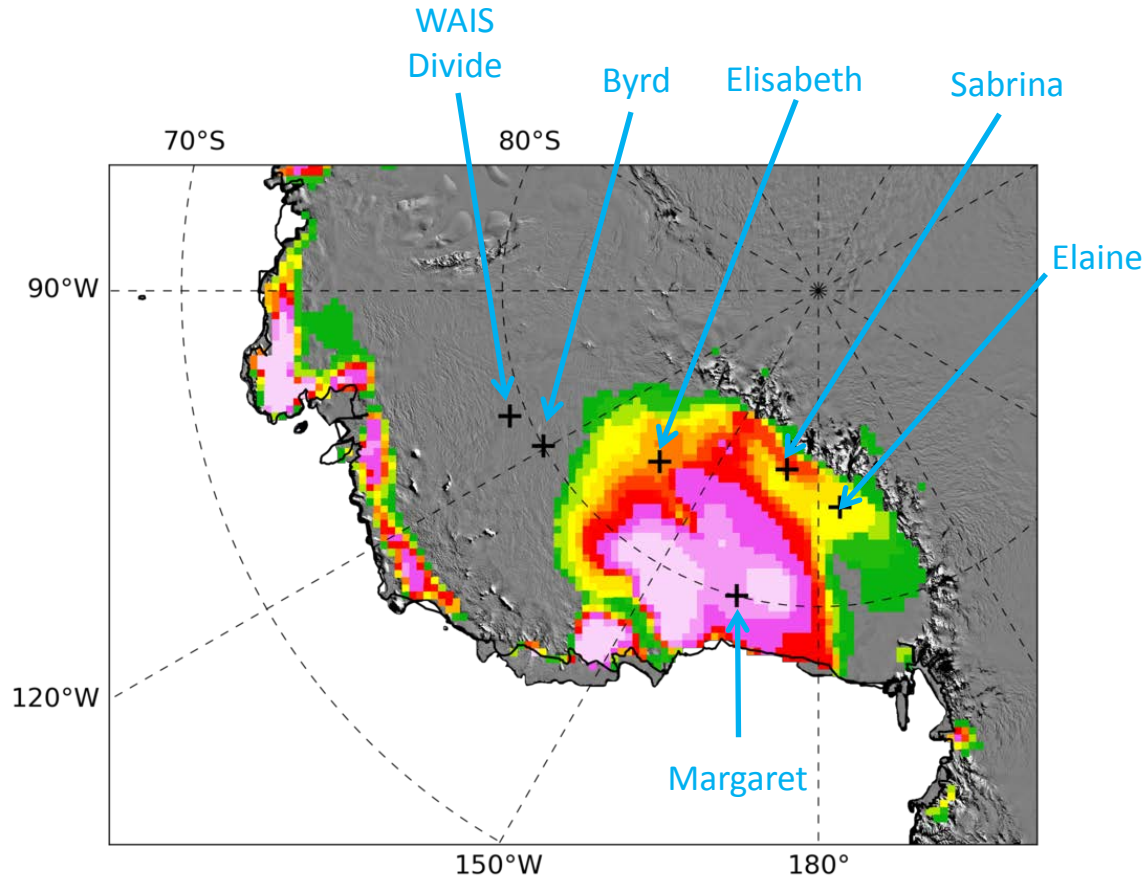 WAIS
Divide
Byrd
Elisabeth
Sabrina
70°S
80°S
Elaine
90°W
120°W
Margaret
150°W
180°